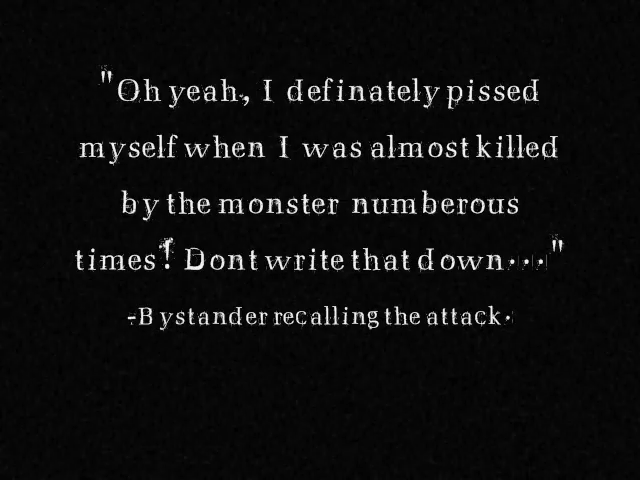 "Oh yeah, I definately pissed
myself when I was almost killed
by the monster numberous
times! Dont write that down..."
-Bystander recalling the attack.